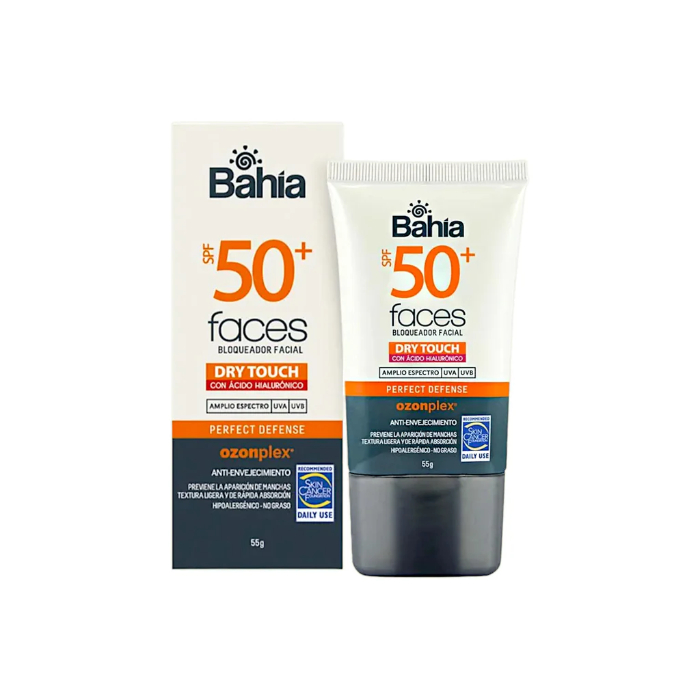 Bahía
SPF 50+
faces
BLOQUEADOR FACIAL
DRY TOUCH
CON ÁCIDO HIALURÓNICO
AMPLIO ESPECTRO UVA UVB
PERFECT DEFENSE
ozonplex
ANTI-ENVEJECIMIENTO
PREVIENE LA APARICIÓN DE MANCHAS
TEXTURA LIGERA Y DE RÁPIDA ABSORCIÓN
HIPOALERGÉNICO - NO GRASO
RECOMMENDED
SKIN
CANCER
FOUNDATION
DAILY USE
55g
Bahía
SPF 50+
faces
BLOQUEADOR FACIAL
DRY TOUCH
CON ÁCIDO HIALURÓNICO
AMPLIO ESPECTRO UVA UVB
PERFECT DEFENSE
ozonplex
ANTI-ENVEJECIMIENTO
PREVIENE LA APARICIÓN DE MANCHAS
TEXTURA LIGERA Y DE RÁPIDA ABSORCIÓN
HIPOALERGÉNICO - NO GRASO
RECOMMENDED
SKIN
CANCER
FOUNDATION
DAILY USE
55g